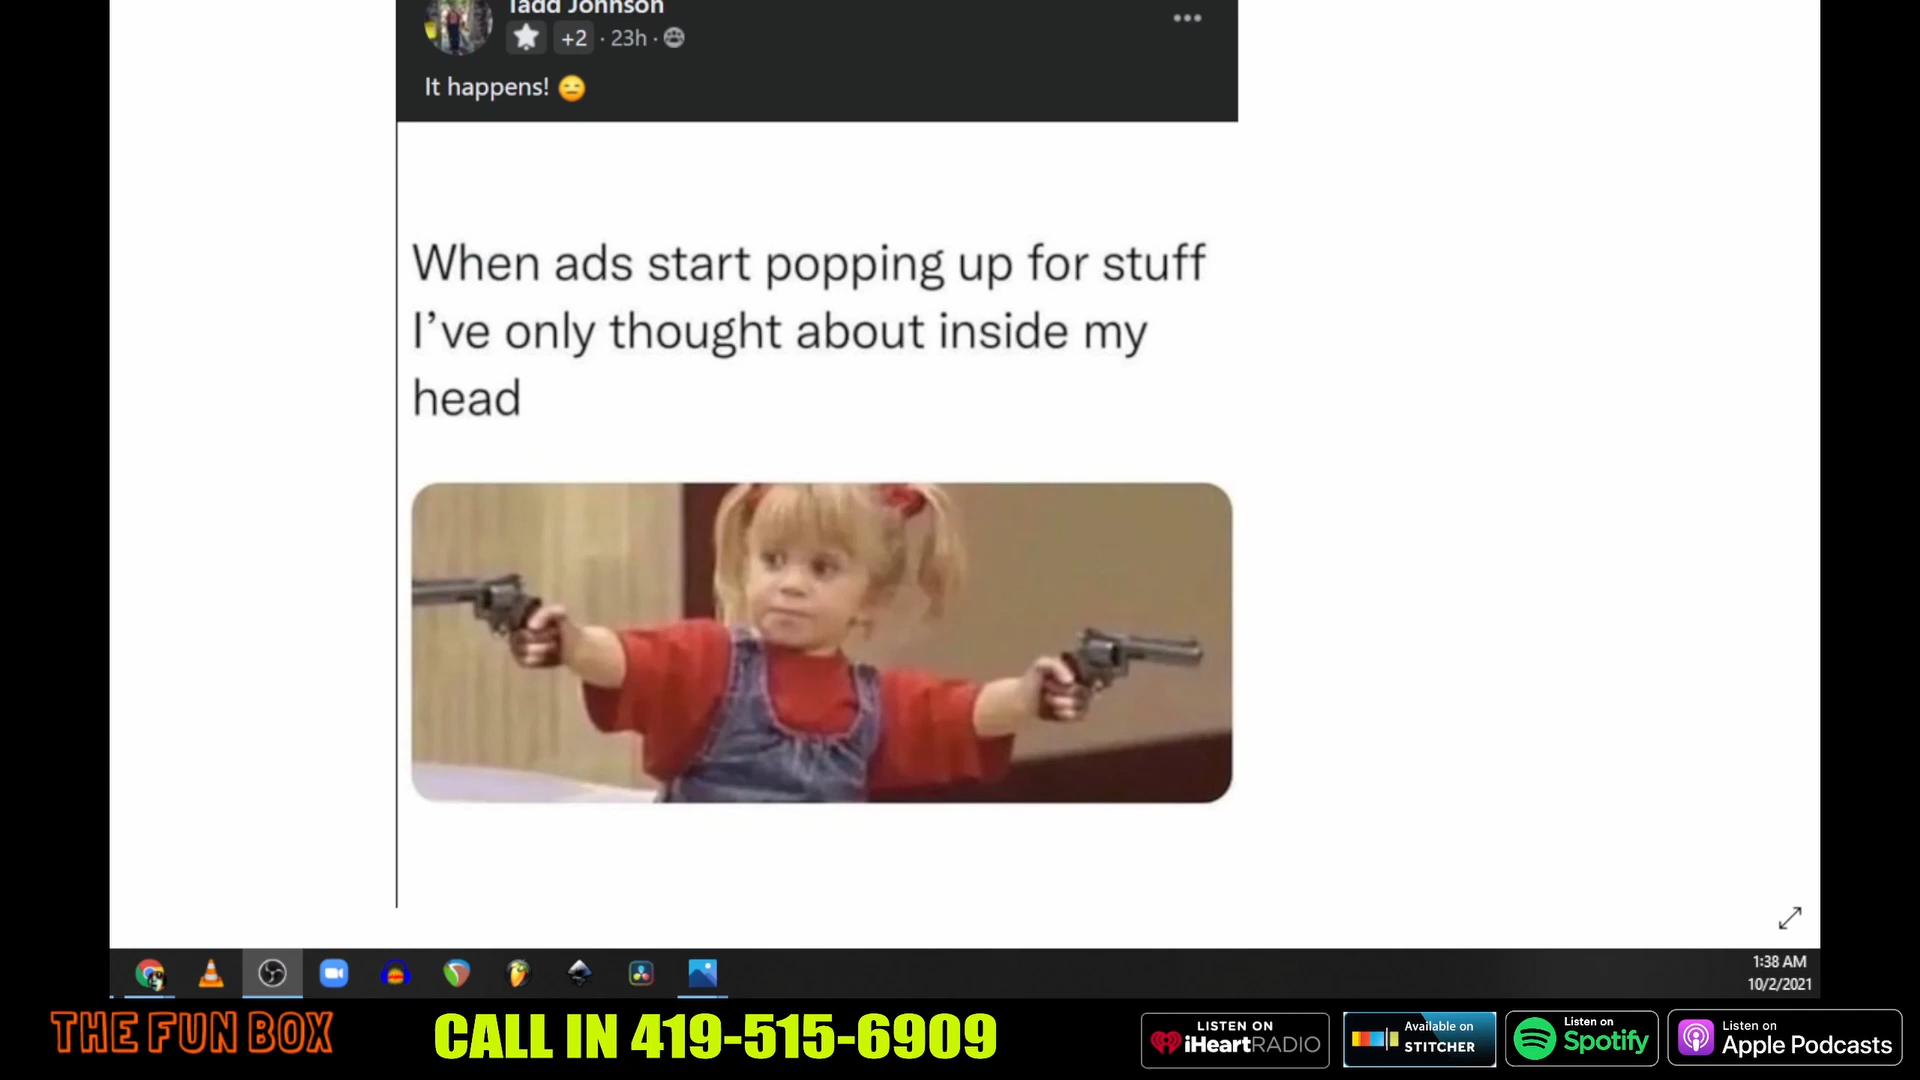 Tadd Johnson
+2 · 23h ·
It happens! 😑
When ads start popping up for stuff
I’ve only thought about inside my
head
1:38 AM
10/2/2021
THE FUN BOX
CALL IN 419-515-6909
LISTEN ON
iHeartRADIO
Available on
STITCHER
Listen on
Spotify
Listen on
Apple Podcasts